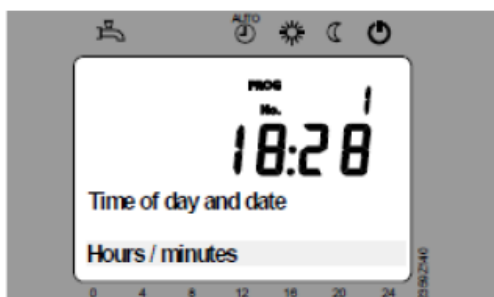 AUTO
PROG
No. 1
18:28
Time of day and date
Hours / minutes
0 4 8 12 16 20 24